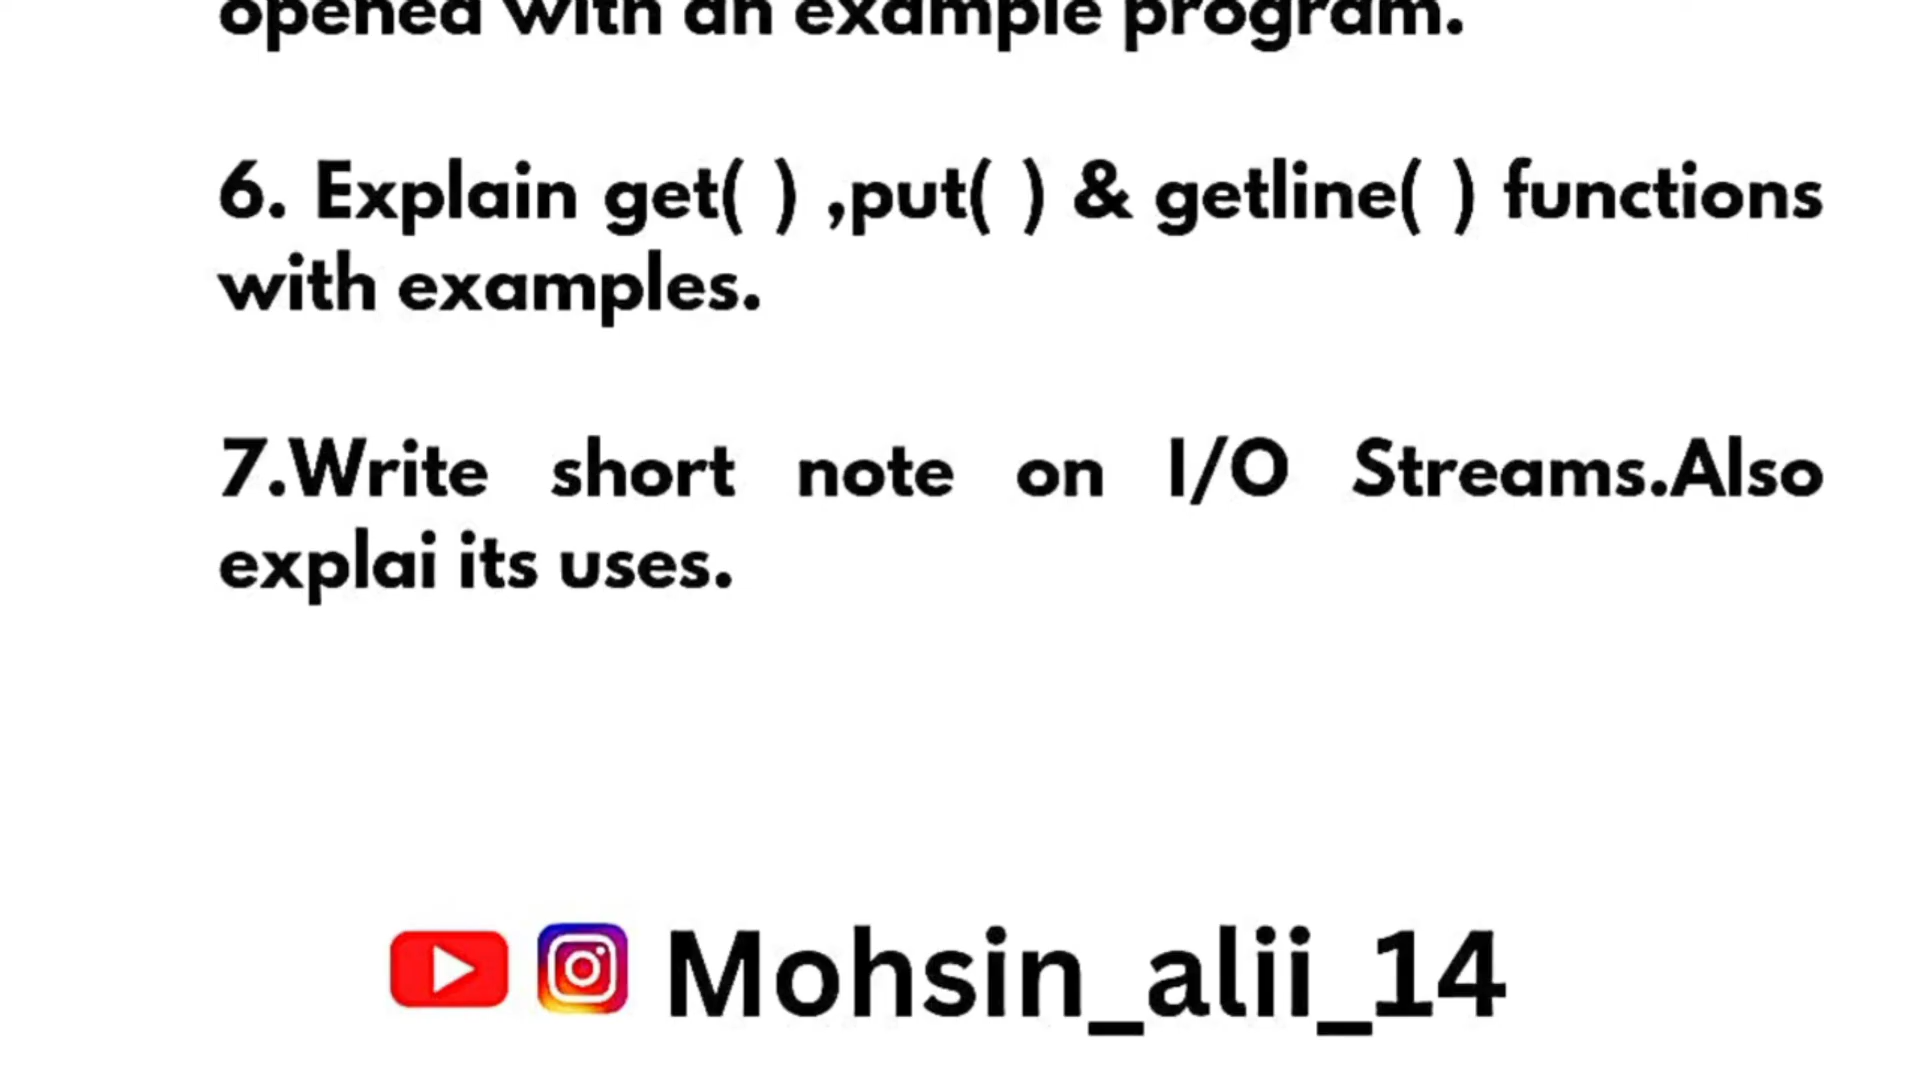 opened with an example program.
6. Explain get( ) ,put( ) & getline( ) functions
with examples.
7.Write short note on I/O Streams.Also
explai its uses.
Mohsin_alii_14